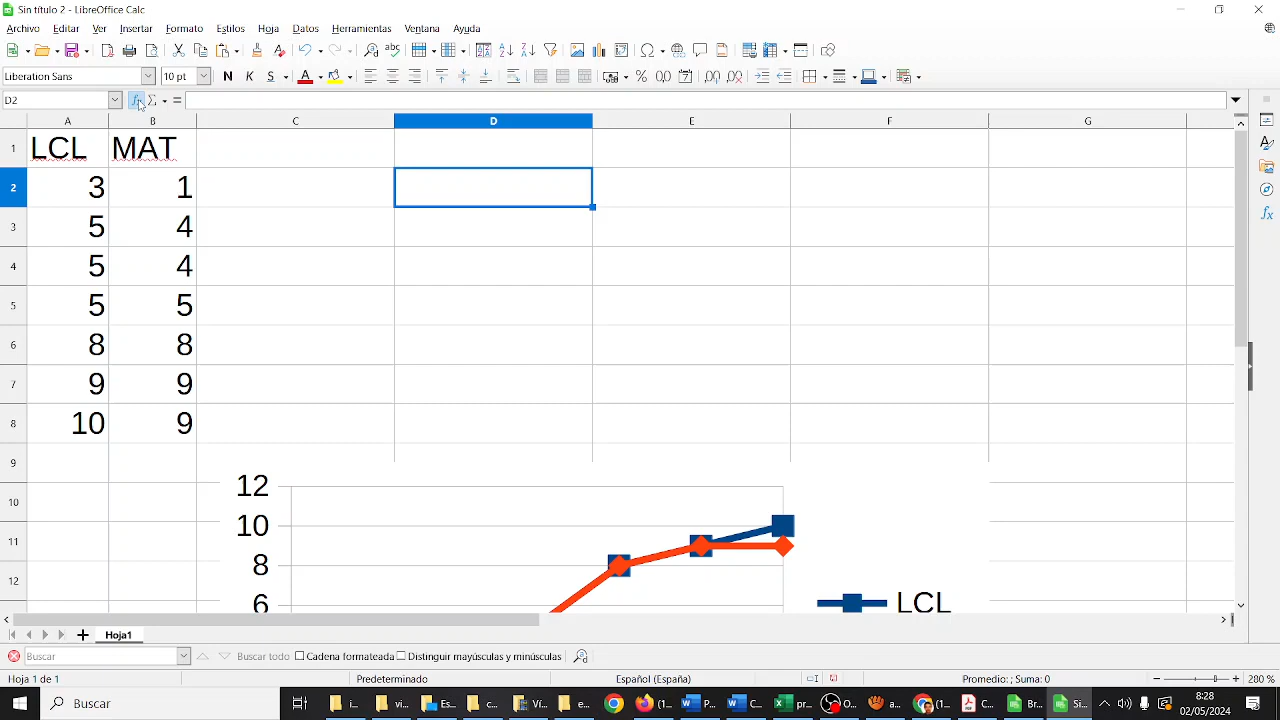 Sin título 2 - LibreOffice Calc
Archivo Editar Ver Insertar Formato Estilos Hoja Datos Herramientas Ventana Ayuda
Liberation Sans 10 pt N K S
D2
A B C D E F G
1 LCL MAT
2 3 1
3 5 4
4 5 4
5 5 5
6 8 8
7 9 9
8 10 9
9
10
11
12
12
10
8
6
LCL
Hoja1
Buscar Buscar todo Cadena formateada Distinguir mayúsculas y minúsculas
Hoja 1 de 1 Predeterminado Español (España) Promedio: ; Suma: 0 280 %
Buscar
8:28
02/05/2024